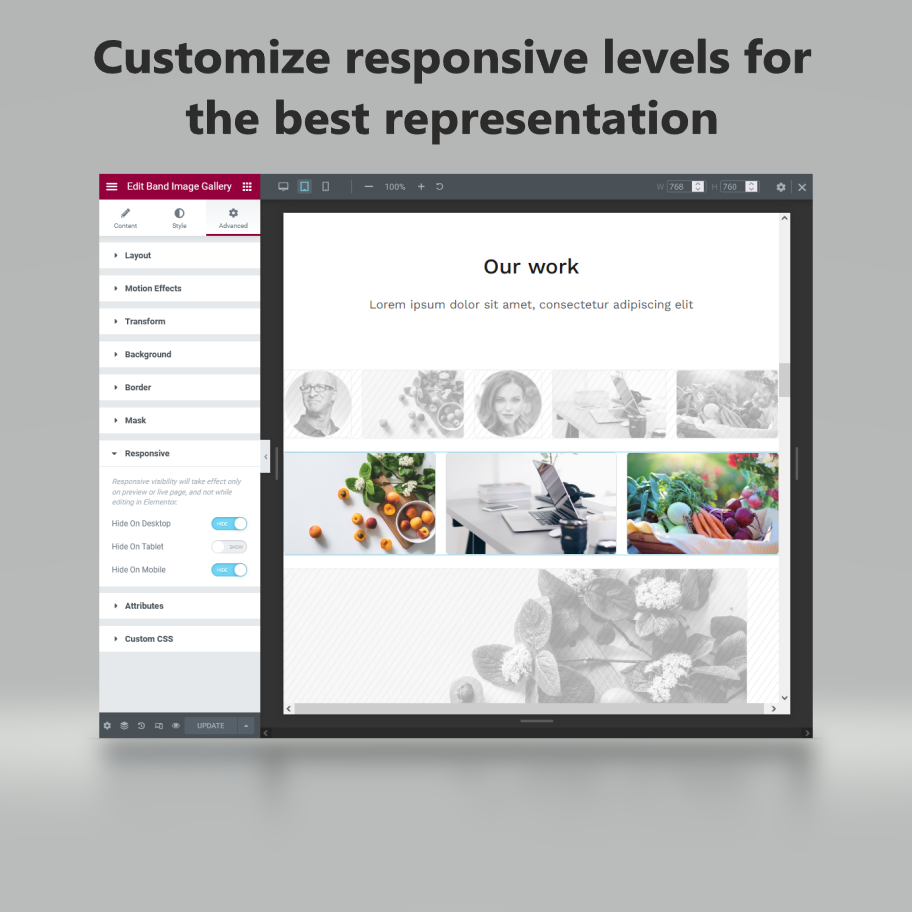 Customize responsive levels for
the best representation
Edit Band Image Gallery
100%
W 768
H 760
Content
Style
Advanced
Layout
Motion Effects
Transform
Background
Border
Mask
Responsive
Responsive visibility will take effect only
on preview or live page, and not while
editing in Elementor.
Hide On Desktop
HIDE
Hide On Tablet
SHOW
Hide On Mobile
HIDE
Attributes
Custom CSS
UPDATE
Our work
Lorem ipsum dolor sit amet, consectetur adipiscing elit